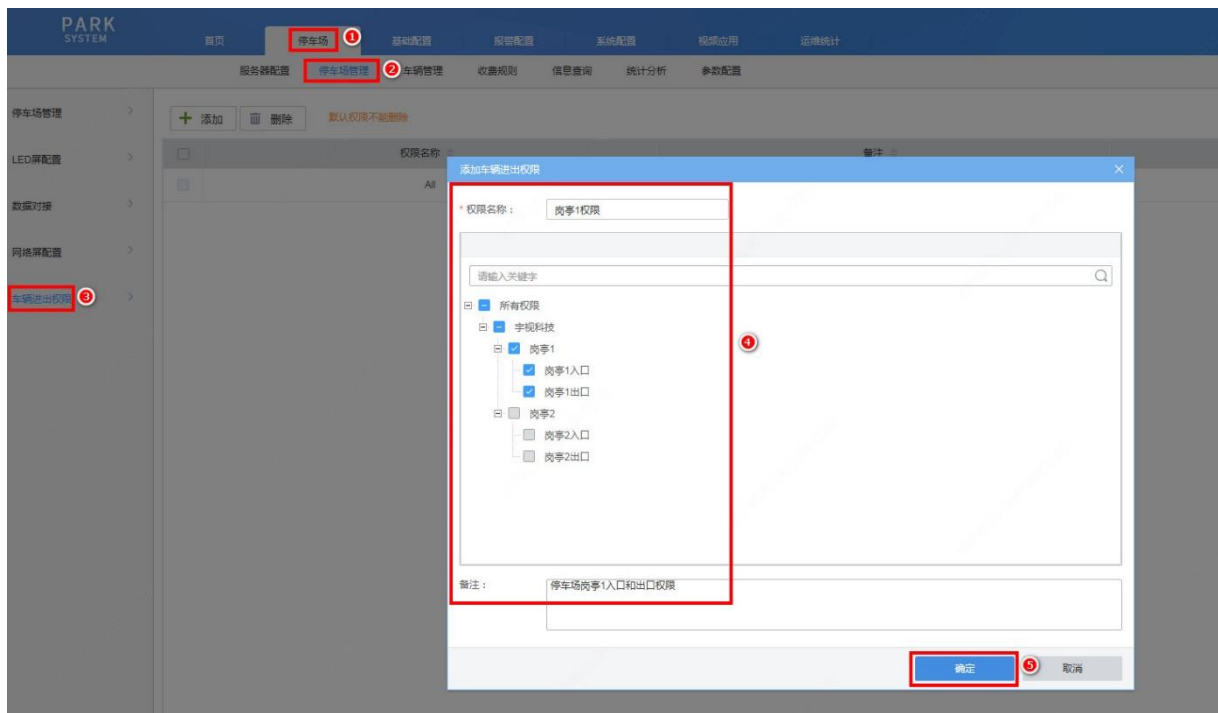 PARK
SYSTEM
首页 停车场 1 基础配置 报警配置 系统配置 视频应用 运维统计
服务器配置 停车场管理 2 车辆管理 收费规则 信息查询 统计分析 参数配置
停车场管理
LED屏配置
数据对接
网络屏配置
车辆进出权限 3
添加 删除 默认权限不能删除
权限名称 备注
All
添加车辆进出权限
* 权限名称： 岗亭1权限
请输入关键字
所有权限
宇视科技
岗亭1
岗亭1入口
岗亭1出口
岗亭2
岗亭2入口
岗亭2出口
4
备注： 停车场岗亭1入口和出口权限
确定 5 取消